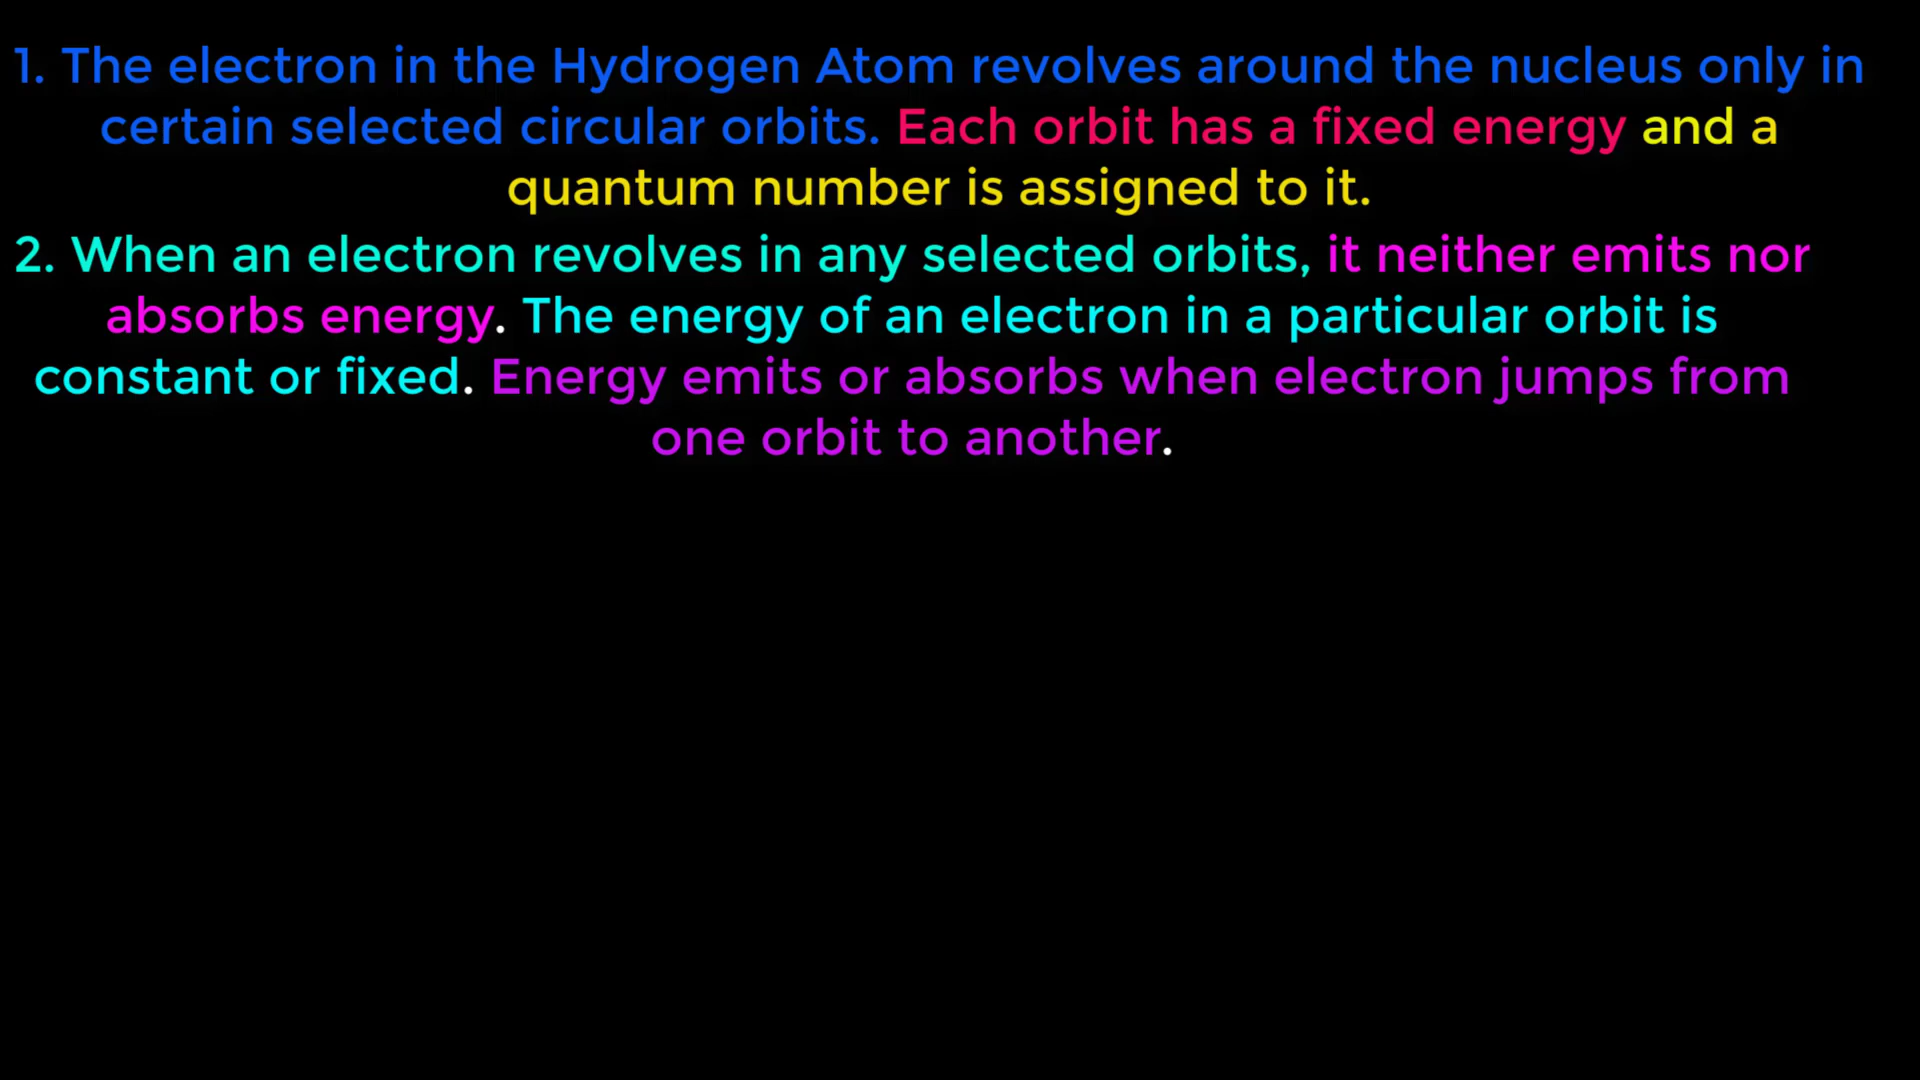 1. The electron in the Hydrogen Atom revolves around the nucleus only in
certain selected circular orbits. Each orbit has a fixed energy and a
quantum number is assigned to it.
2. When an electron revolves in any selected orbits, it neither emits nor
absorbs energy. The energy of an electron in a particular orbit is
constant or fixed. Energy emits or absorbs when electron jumps from
one orbit to another.